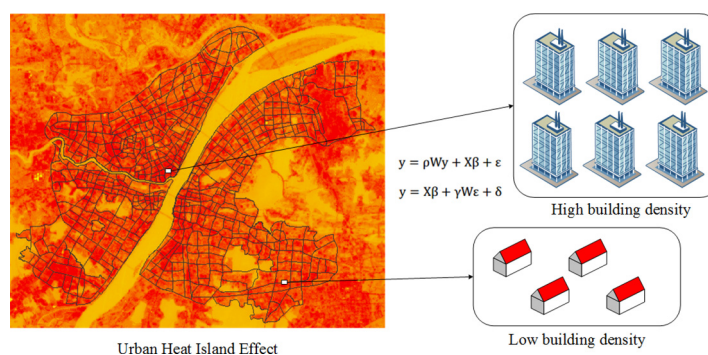 y = ρWy + Xβ + ε
y = Xβ + γWε + δ
High building density
Low building density
Urban Heat Island Effect